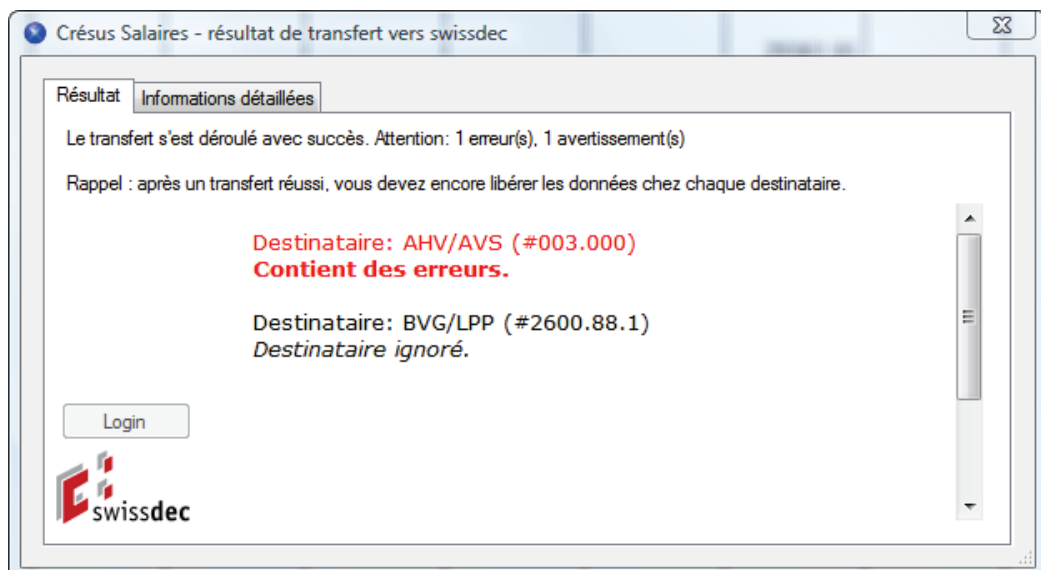 Crésus Salaires - résultat de transfert vers swissdec
Résultat
Informations détaillées
Le transfert s'est déroulé avec succès. Attention: 1 erreur(s), 1 avertissement(s)
Rappel : après un transfert réussi, vous devez encore libérer les données chez chaque destinataire.
Destinataire: AHV/AVS (#003.000)
Contient des erreurs.
Destinataire: BVG/LPP (#2600.88.1)
Destinataire ignoré.
Login
swissdec